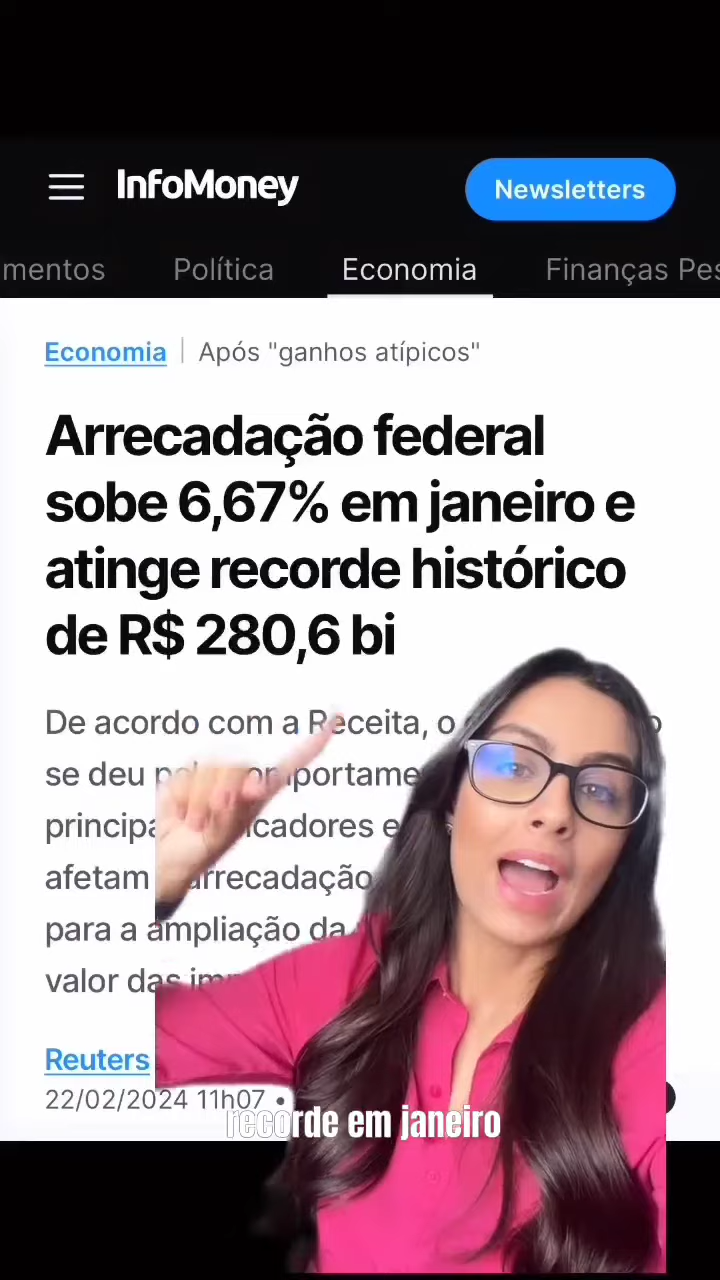 InfoMoney
Newsletters
mentos Política Economia Finanças Pes
Economia | Após "ganhos atípicos"
Arrecadação federal
sobe 6,67% em janeiro e
atinge recorde histórico
de R$ 280,6 bi
De acordo com a Receita, o
se deu
afetam arrecadação
para a ampliação da
valor das
Reuters
22/02/2024 11h07 •
recorde em janeiro